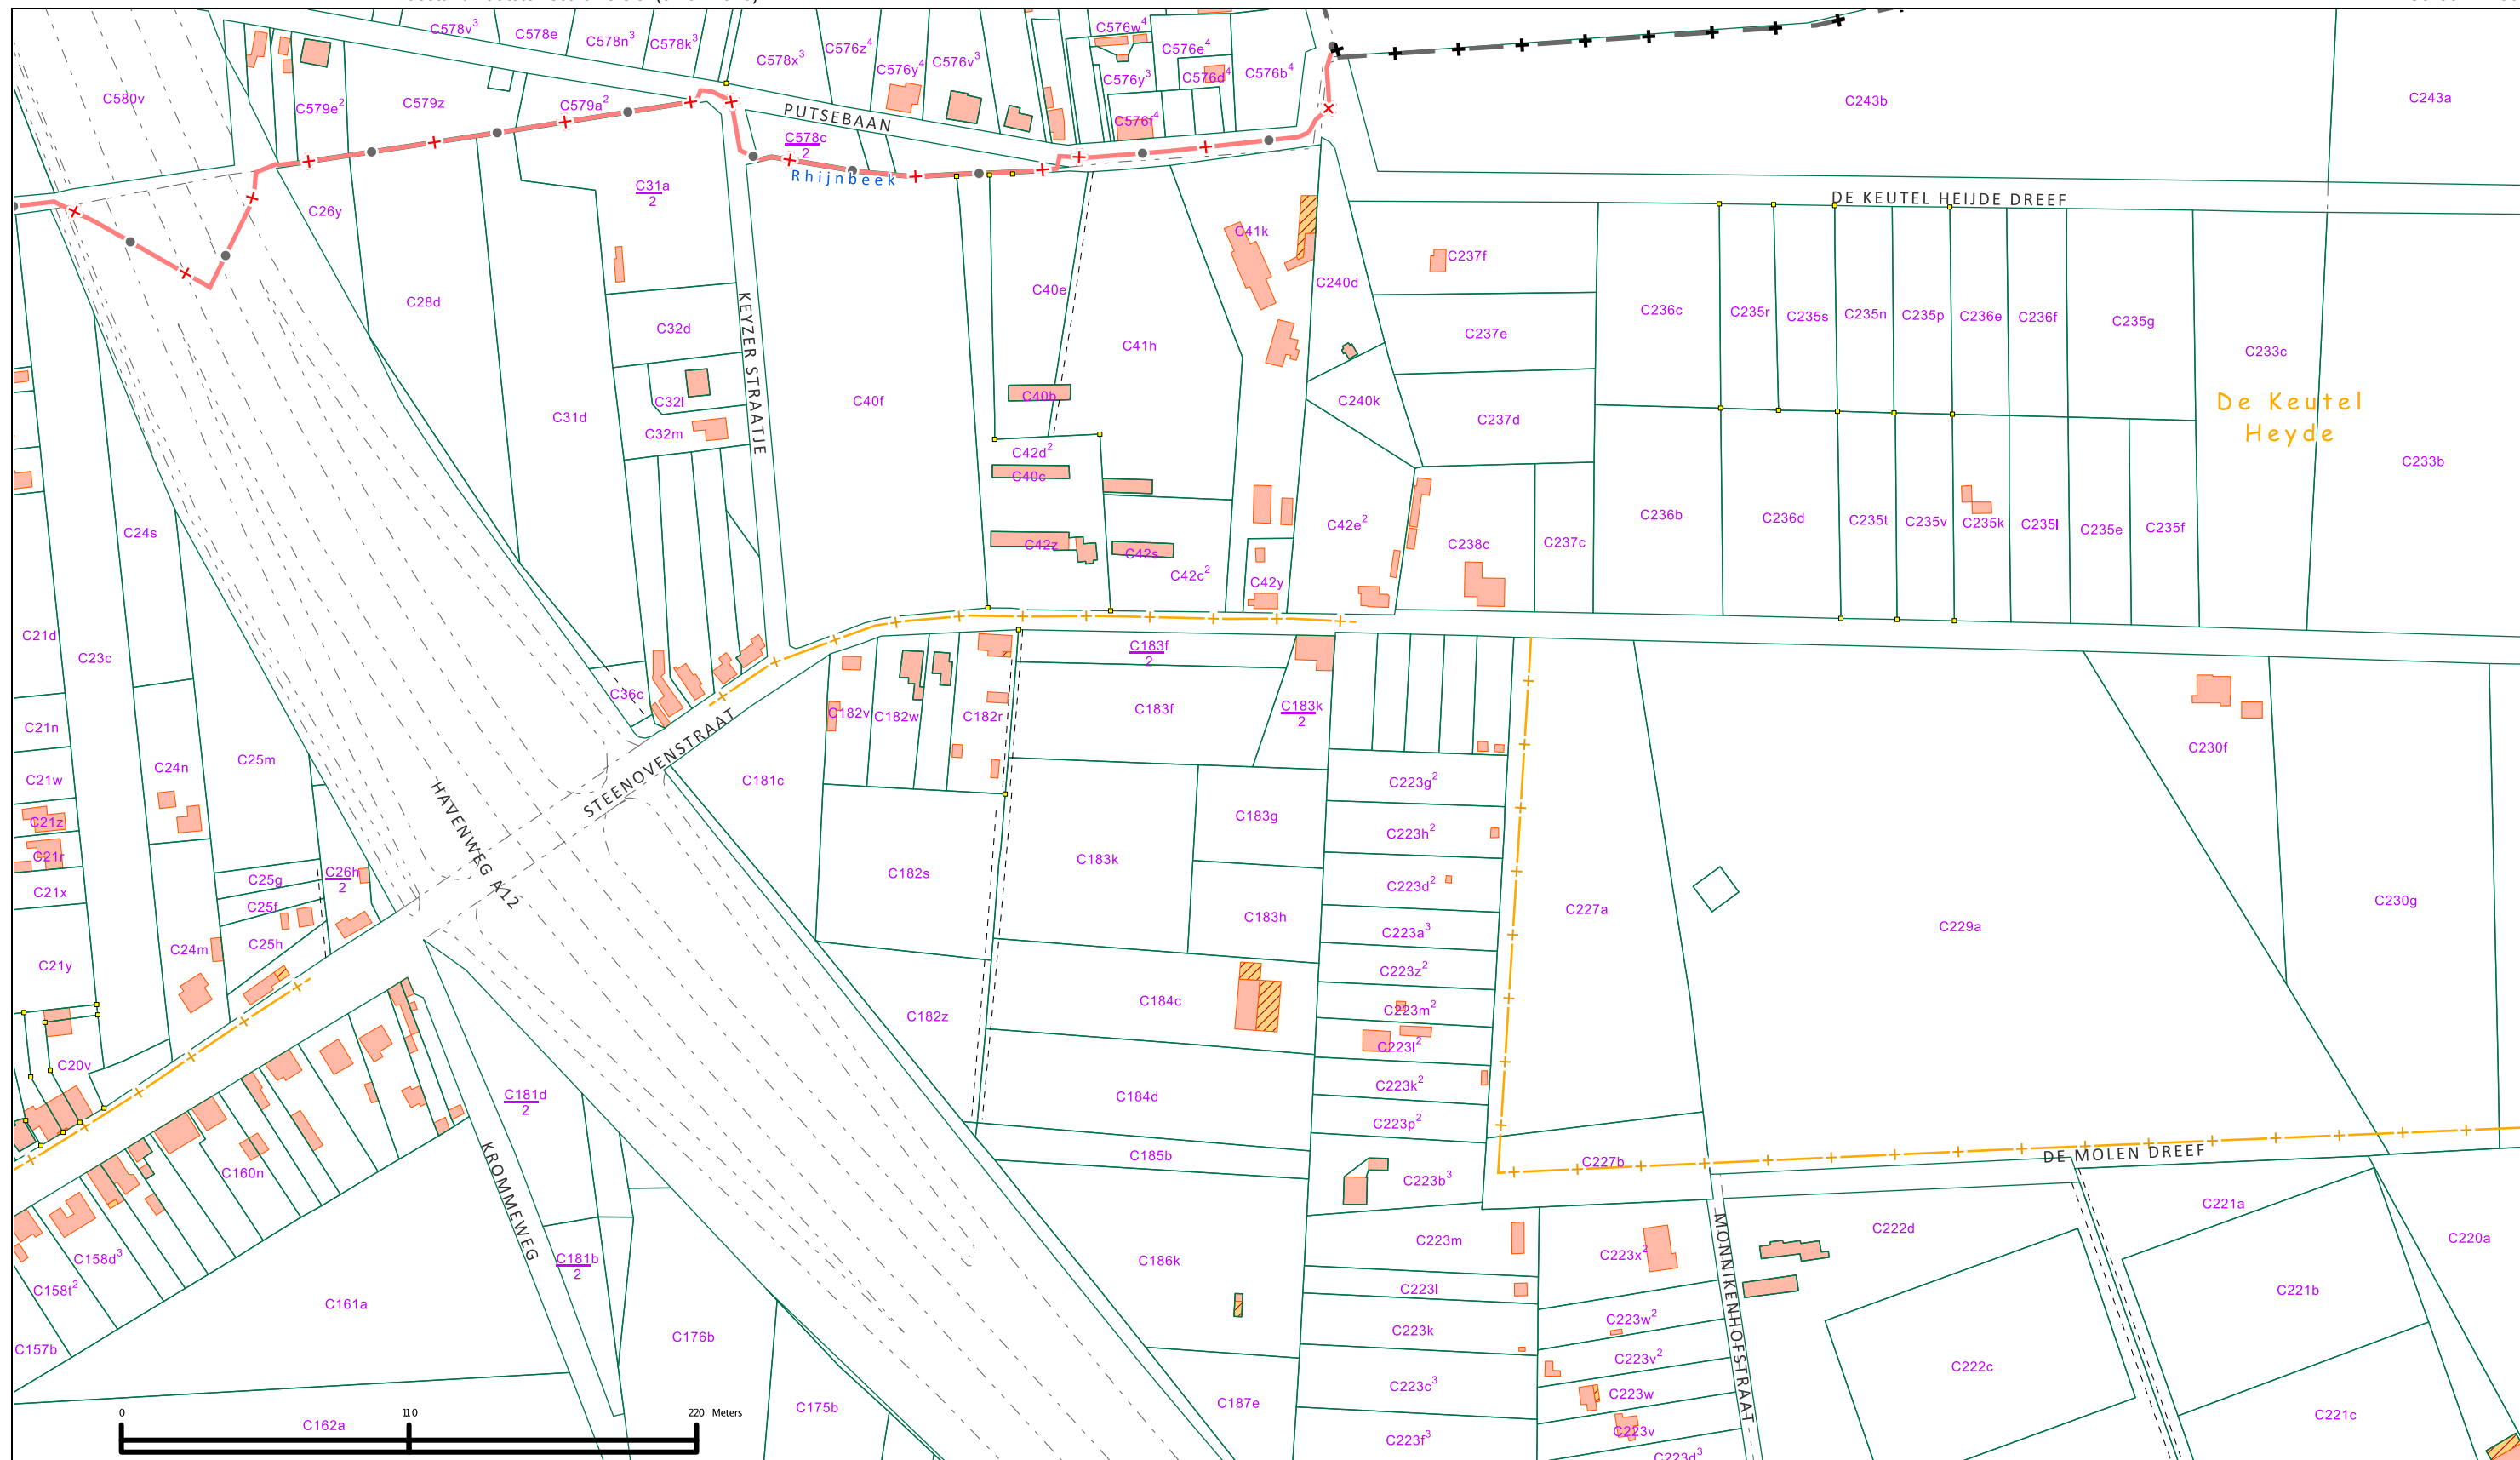 C578v³
C578e
C578n³
C578k³
C578x³
C576z⁴
C576y⁴
C576v³
C576w⁴
C576e⁴
C576y³
C576d⁴
C576b⁴
C576f⁴
C580v
C579e²
C579z
C579a²
PUTSEBAAN
C578c
2
Rhijnbeek
C243b
C243a
DE KEUTEL HEIJDE DREEF
C31a
2
C26y
C28d
C32d
C32l
C32m
C31d
KEYZER STRAATJE
C40f
C40e
C41h
C41k
C40b
C42d²
C40c
C42z
C42s
C42c²
C42y
C42e²
C240d
C240k
C237f
C237e
C237d
C238c
C237c
C236c
C235r
C235s
C235n
C235p
C236e
C236f
C235g
C233c
De Keutel
Heyde
C233b
C236b
C236d
C235t
C235v
C235k
C235l
C235e
C235f
C24s
C21d
C23c
C21n
C21w
C21z
C21r
C21x
C21y
C24n
C25m
C25g
C25f
C25h
C26h
2
C24m
C20v
C36c
HAVENWEG A12
STEENOVENSTRAAT
C181c
C182v
C182w
C182r
C183f
2
C183f
C183k
2
C183g
C183k
C183h
C182s
C182z
C184c
C184d
C185b
C186k
C187e
C223g²
C223h²
C223d²
C223a³
C223z²
C223m²
C223l²
C223k²
C223p²
C223b³
C227a
C227b
C229a
C230f
C230g
DE MOLEN DREEF
C223m
C223l
C223k
C223c³
C223f³
C223x²
C223w²
C223v²
C223w
C223v
C223d³
MONNIKENHOFSTRAAT
C222d
C222c
C221a
C221b
C221c
C220a
C181d
2
C181b
2
KROMMEWEG
C160n
C158d³
C158t²
C157b
C161a
C162a
C176b
C175b
0 110 220 Meters